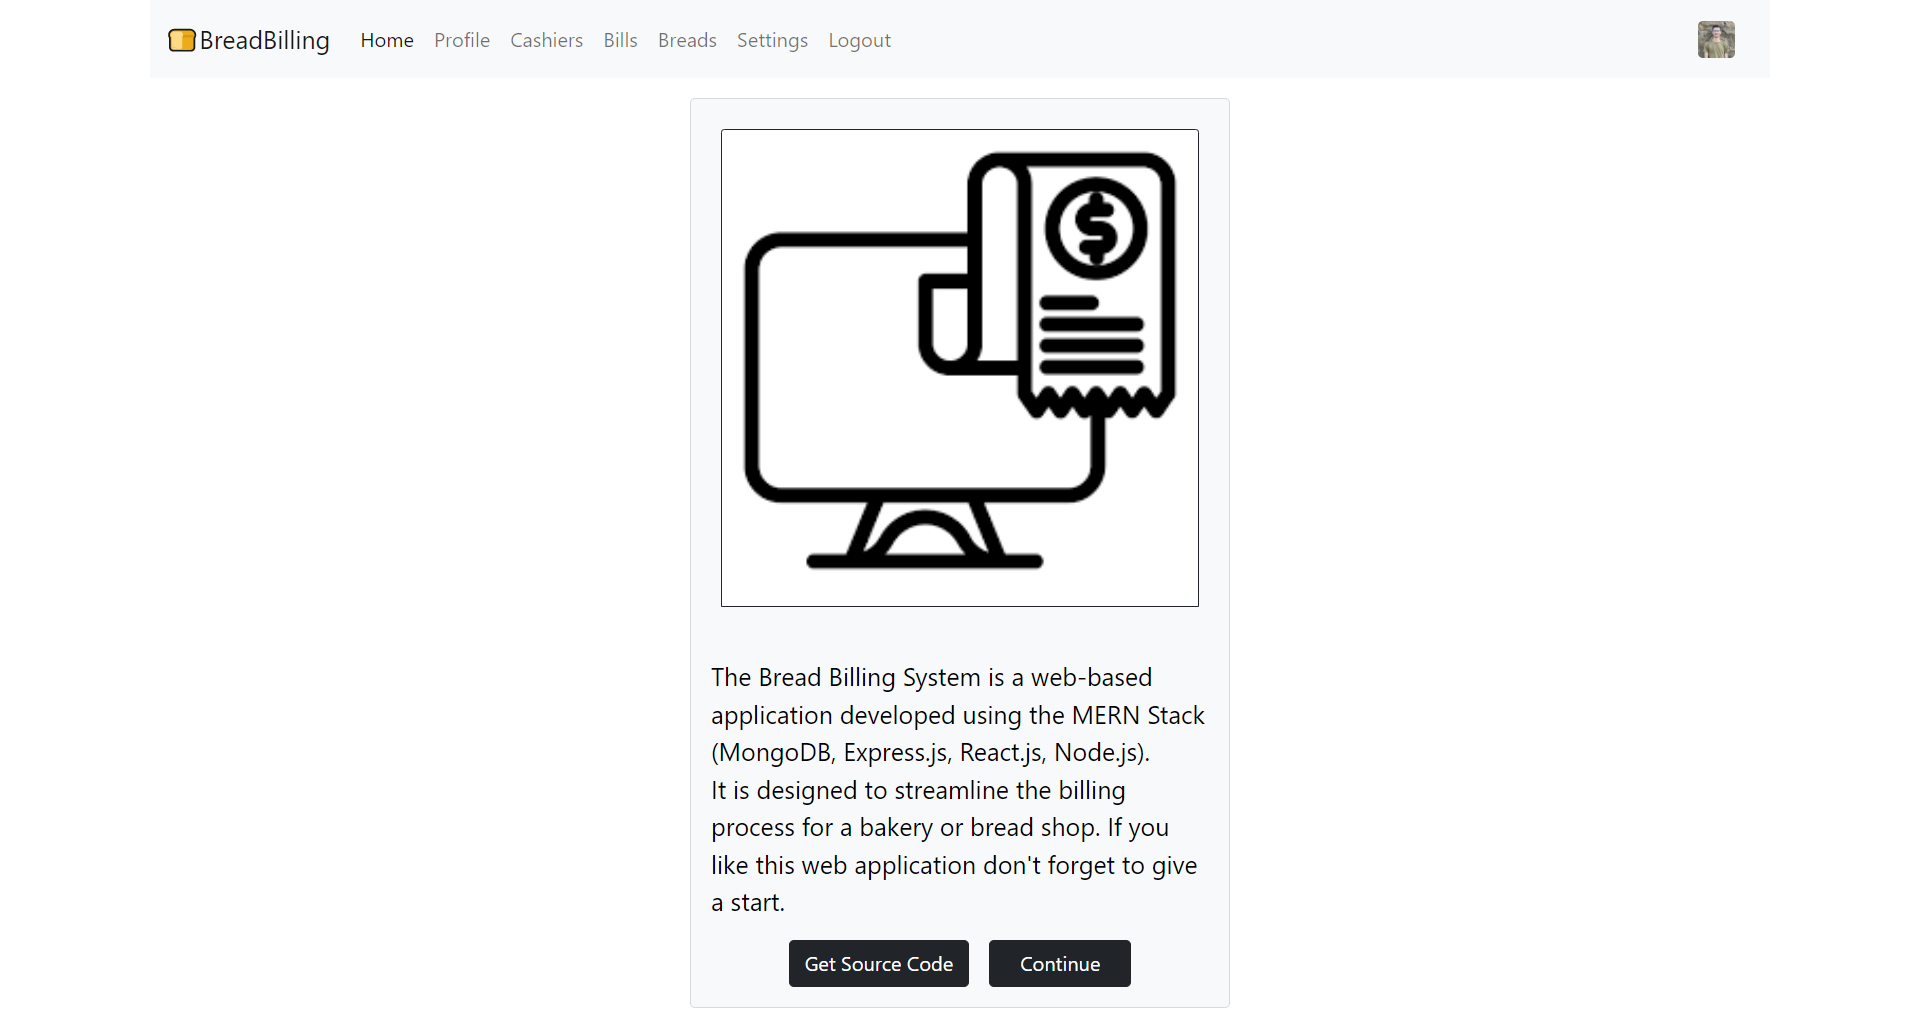 BreadBilling Home Profile Cashiers Bills Breads Settings Logout
$
The Bread Billing System is a web-based
application developed using the MERN Stack
(MongoDB, Express.js, React.js, Node.js).
It is designed to streamline the billing
process for a bakery or bread shop. If you
like this web application don't forget to give
a start.
Get Source Code Continue